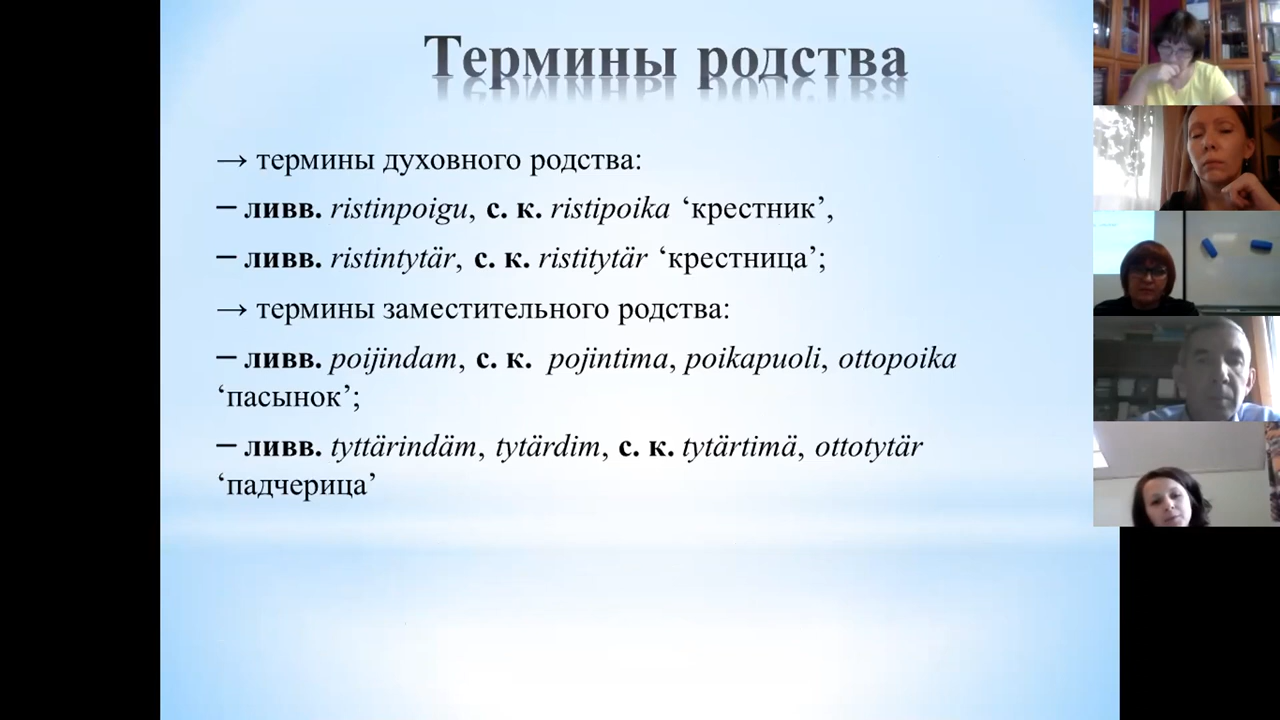 Термины родства
→ термины духовного родства:
– ливв. ristinpoigu, с. к. ristipoika ‘крестник’,
– ливв. ristintytär, с. к. ristitytär ‘крестница’;
→ термины заместительного родства:
– ливв. poijindam, с. к. pojintima, poikapuoli, ottopoika
‘пасынок’;
– ливв. tyttärindäm, tytärdim, с. к. tytärtimä, ottotytär
‘падчерица’